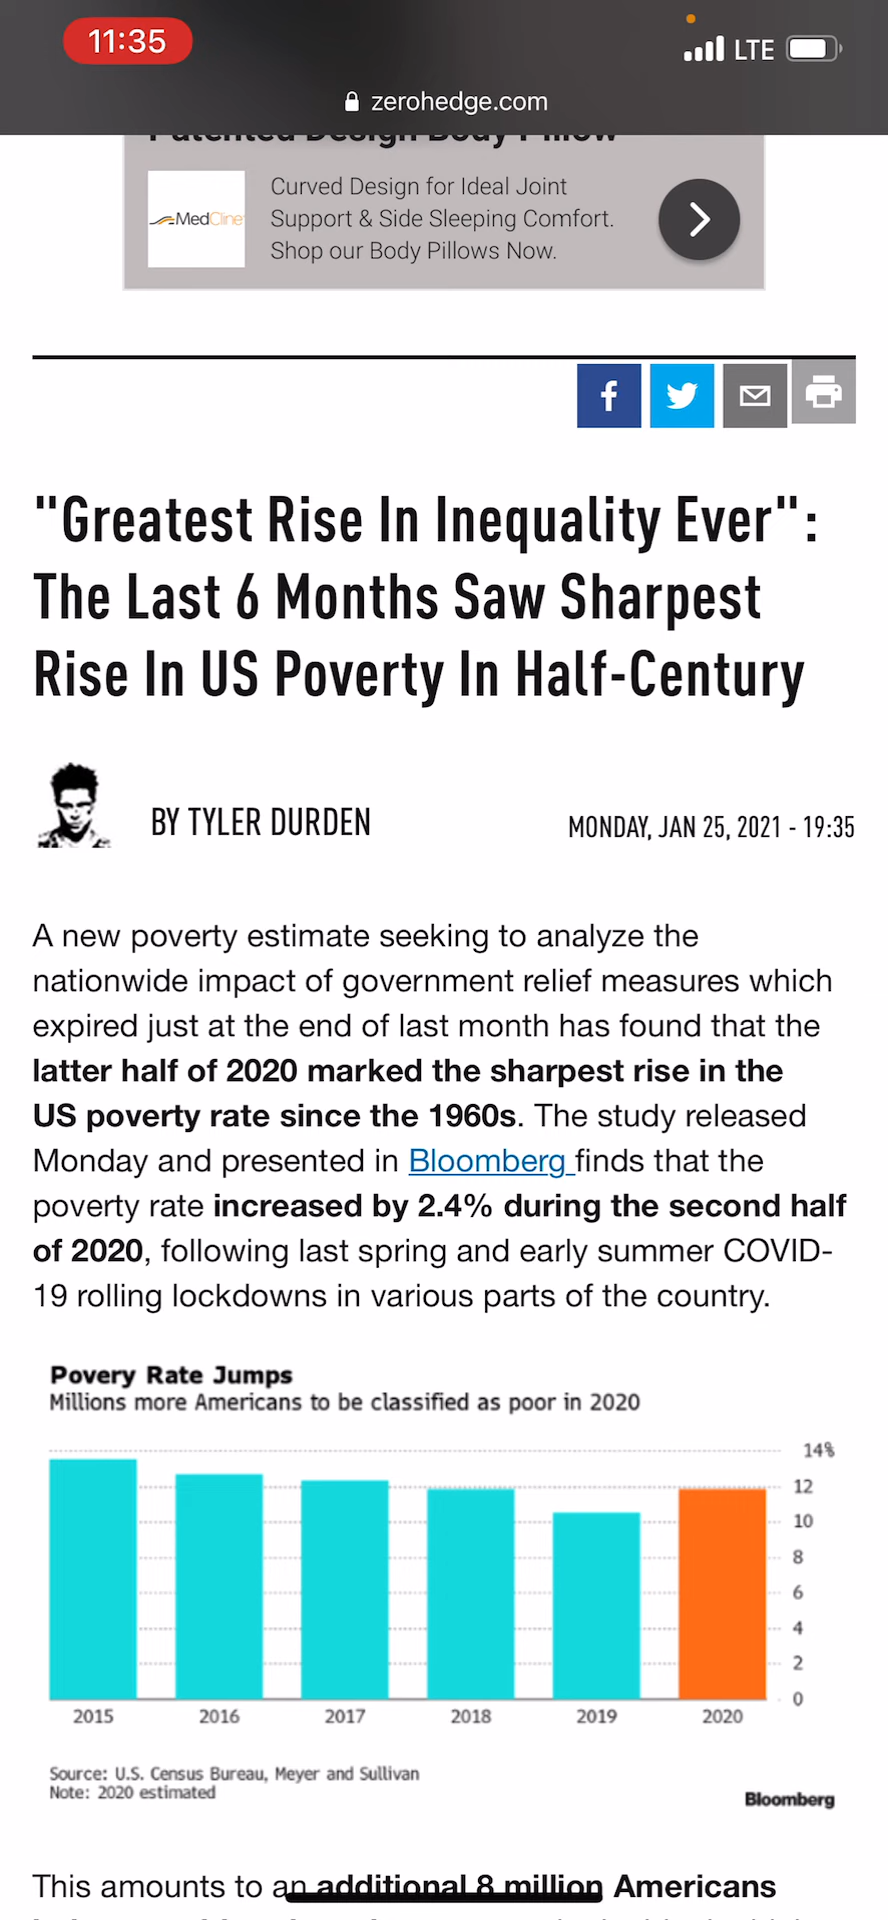 11:35
LTE
zerohedge.com
Patented Design Body Pillow
MedCline
Curved Design for Ideal Joint
Support & Side Sleeping Comfort.
Shop our Body Pillows Now.
"Greatest Rise In Inequality Ever":
The Last 6 Months Saw Sharpest
Rise In US Poverty In Half-Century
BY TYLER DURDEN
MONDAY, JAN 25, 2021 - 19:35
A new poverty estimate seeking to analyze the
nationwide impact of government relief measures which
expired just at the end of last month has found that the
latter half of 2020 marked the sharpest rise in the
US poverty rate since the 1960s. The study released
Monday and presented in Bloomberg finds that the
poverty rate increased by 2.4% during the second half
of 2020, following last spring and early summer COVID-
19 rolling lockdowns in various parts of the country.
Povery Rate Jumps
Millions more Americans to be classified as poor in 2020
14%
12
10
8
6
4
2
0
2015 2016 2017 2018 2019 2020
Source: U.S. Census Bureau, Meyer and Sullivan
Note: 2020 estimated
Bloomberg
This amounts to an additional 8 million Americans